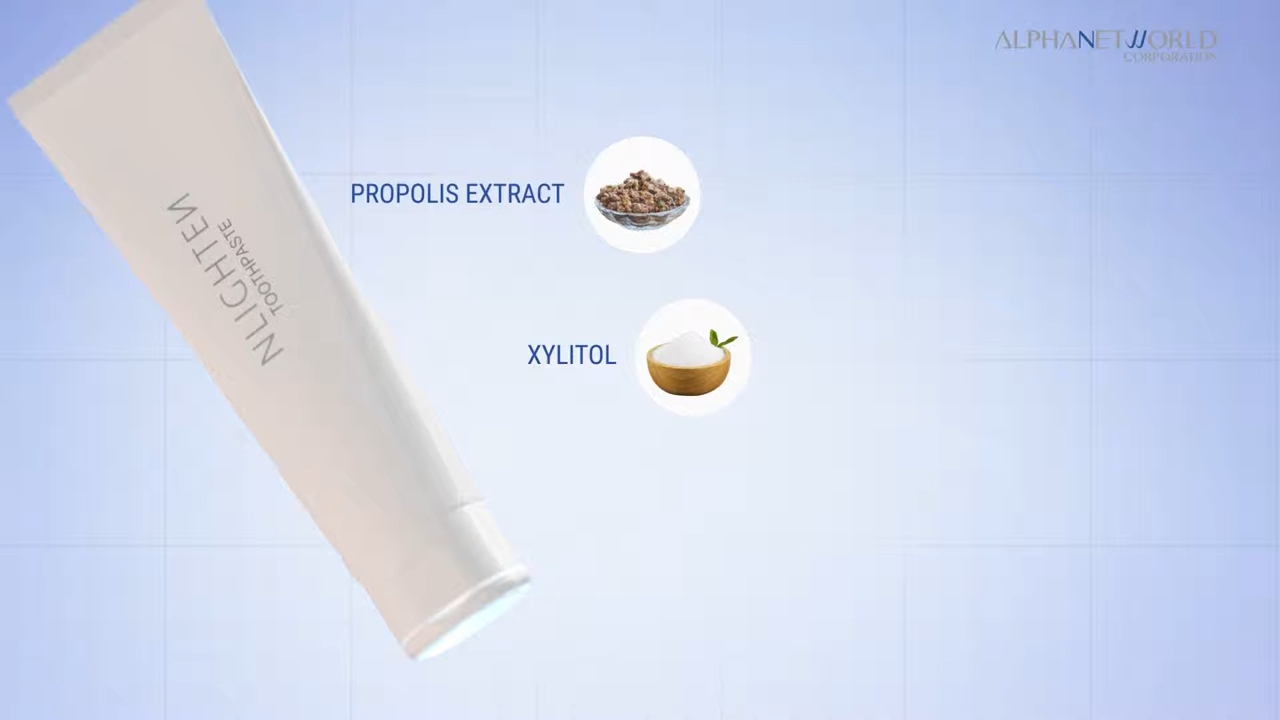 ALPHANETWORLD
CORPORATION
PROPOLIS EXTRACT
NLIGHTEN
TOOTHPASTE
XYLITOL